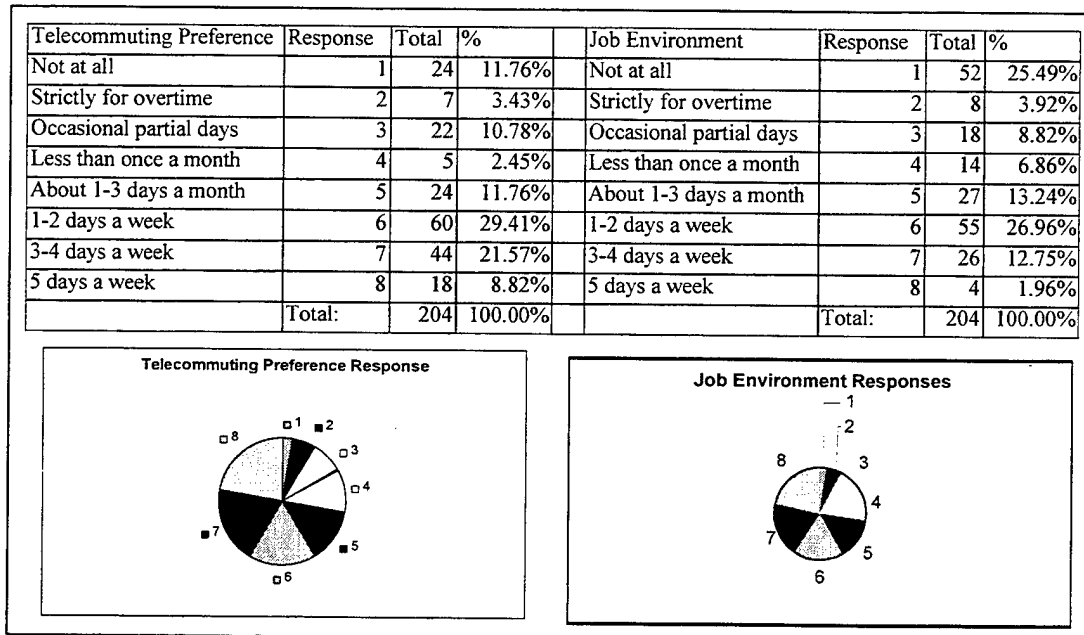 Telecommuting Preference Response Total % Job Environment Response Total %
Not at all 1 24 11.76% Not at all 1 52 25.49%
Strictly for overtime 2 7 3.43% Strictly for overtime 2 8 3.92%
Occasional partial days 3 22 10.78% Occasional partial days 3 18 8.82%
Less than once a month 4 5 2.45% Less than once a month 4 14 6.86%
About 1-3 days a month 5 24 11.76% About 1-3 days a month 5 27 13.24%
1-2 days a week 6 60 29.41% 1-2 days a week 6 55 26.96%
3-4 days a week 7 44 21.57% 3-4 days a week 7 26 12.75%
5 days a week 8 18 8.82% 5 days a week 8 4 1.96%
Total: 204 100.00% Total: 204 100.00%
Telecommuting Preference Response
1 2
8
3
4
7
5
6
Job Environment Responses
1
2
8 3
4
7
5
6